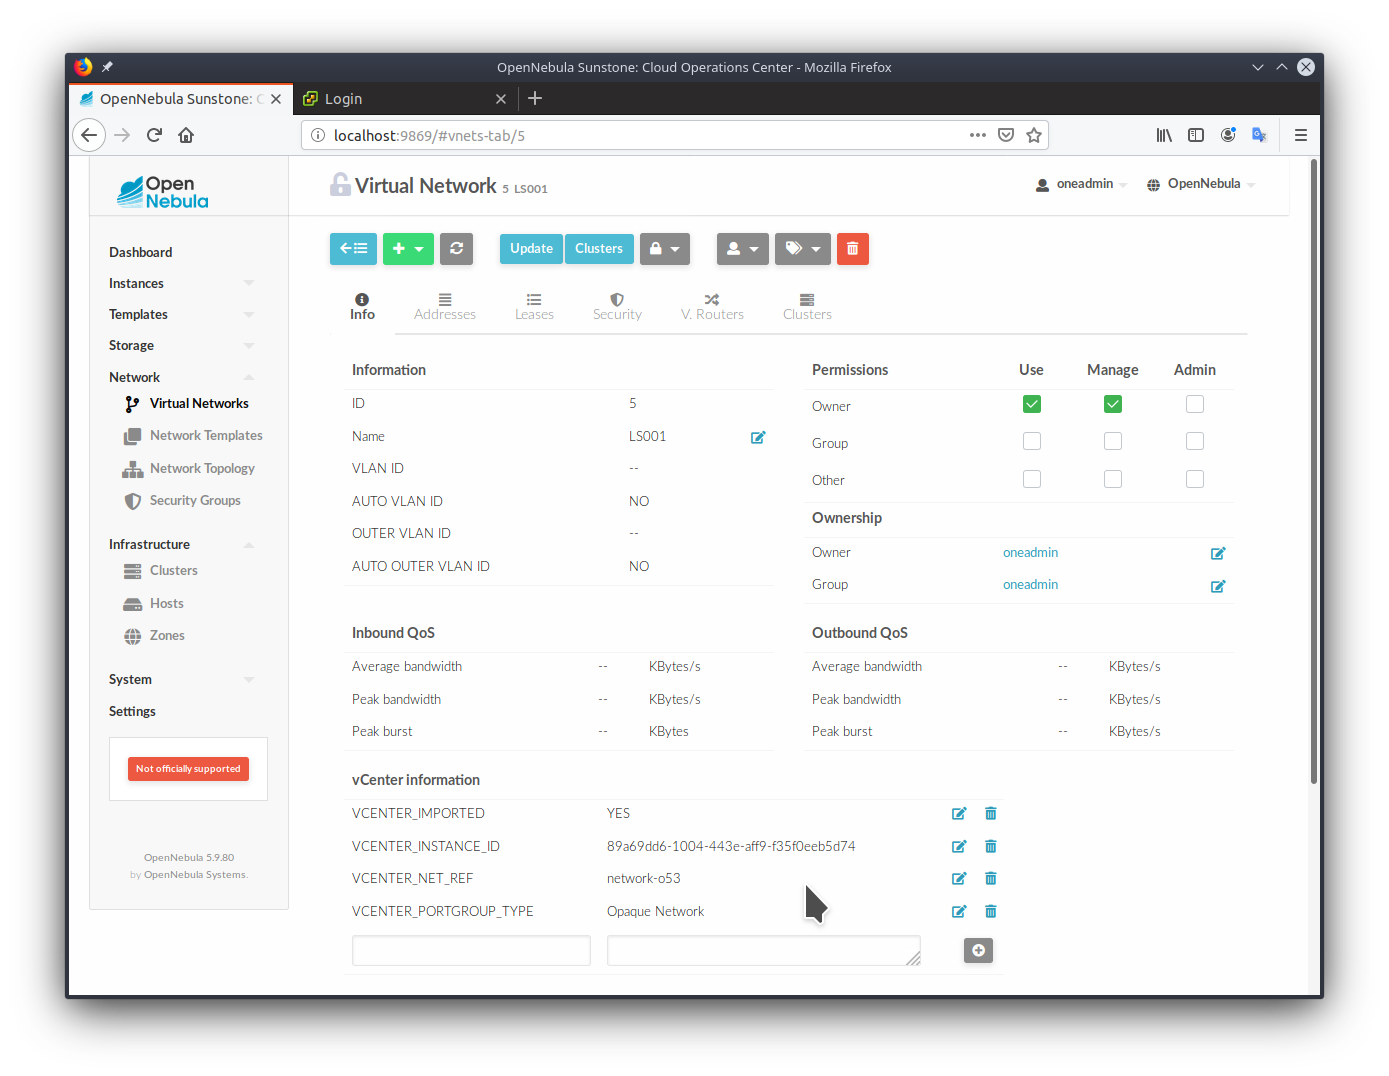 OpenNebula Sunstone: Cloud Operations Center - Mozilla Firefox
OpenNebula Sunstone: C
Login
localhost:9869/#vnets-tab/5
Open Nebula
Virtual Network 5 LS001
oneadmin
OpenNebula
Dashboard
Instances
Templates
Storage
Network
Virtual Networks
Network Templates
Network Topology
Security Groups
Infrastructure
Clusters
Hosts
Zones
System
Settings
Not officially supported
OpenNebula 5.9.80
by OpenNebula Systems.
Update
Clusters
Info
Addresses
Leases
Security
V. Routers
Clusters
Information
ID 5
Name LS001
VLAN ID --
AUTO VLAN ID NO
OUTER VLAN ID --
AUTO OUTER VLAN ID NO
Permissions Use Manage Admin
Owner
Group
Other
Ownership
Owner oneadmin
Group oneadmin
Inbound QoS
Average bandwidth -- KBytes/s
Peak bandwidth -- KBytes/s
Peak burst -- KBytes
Outbound QoS
Average bandwidth -- KBytes/s
Peak bandwidth -- KBytes/s
Peak burst -- KBytes/s
vCenter information
VCENTER_IMPORTED YES
VCENTER_INSTANCE_ID 89a69dd6-1004-443e-aff9-f35f0eeb5d74
VCENTER_NET_REF network-o53
VCENTER_PORTGROUP_TYPE Opaque Network